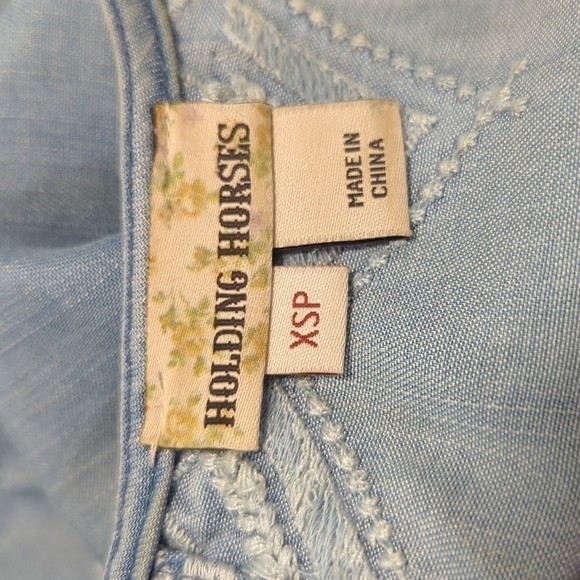 HOLDING HORSES
MADE IN
CHINA
XSP